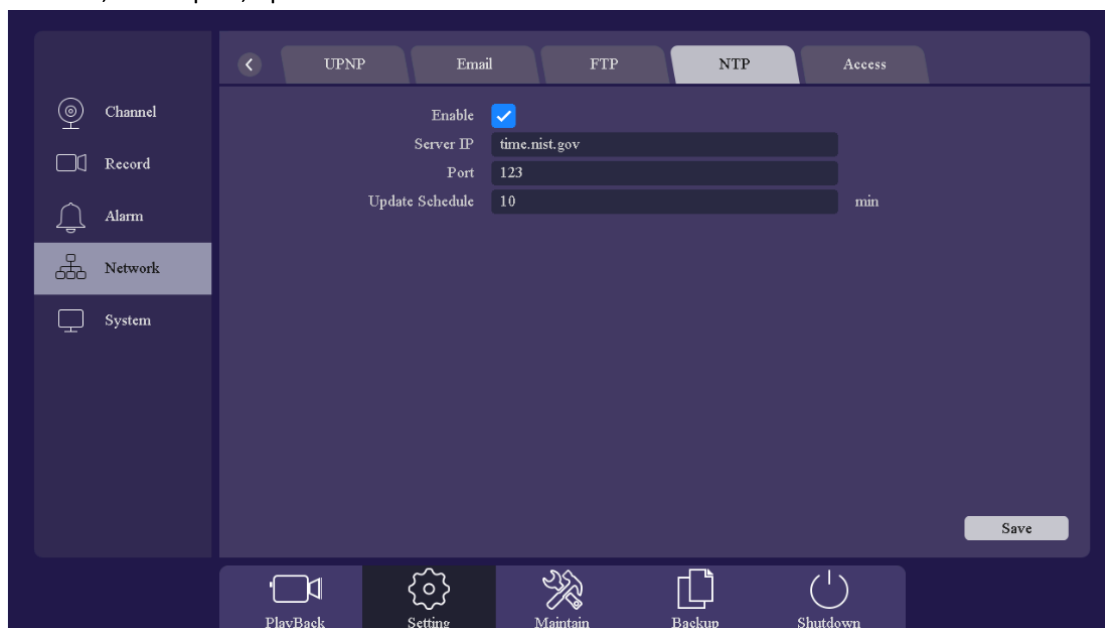 UPNP Email FTP NTP Access
Channel
Record
Alarm
Network
System
Enable
Server IP time.nist.gov
Port 123
Update Schedule 10 min
Save
PlayBack Setting Maintain Backup Shutdown